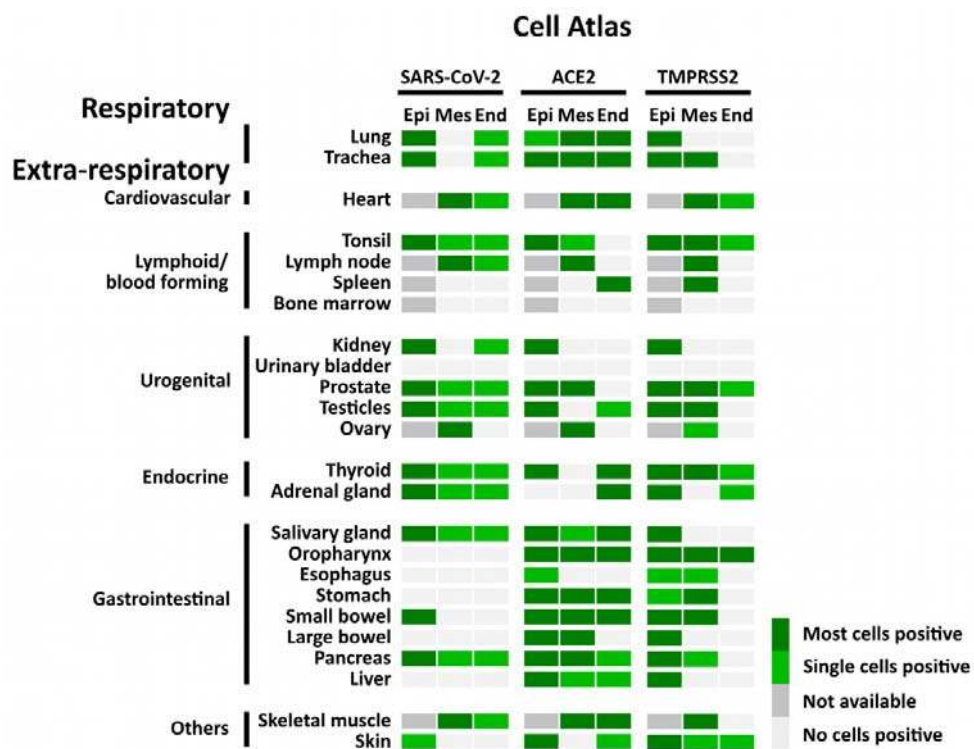 Cell Atlas
SARS-CoV-2 ACE2 TMPRSS2
Respiratory
Epi Mes End Epi Mes End Epi Mes End
Lung
Trachea
Extra-respiratory
Cardiovascular Heart
Lymphoid/
blood forming
Tonsil
Lymph node
Spleen
Bone marrow
Urogenital
Kidney
Urinary bladder
Prostate
Testicles
Ovary
Endocrine
Thyroid
Adrenal gland
Gastrointestinal
Salivary gland
Oropharynx
Esophagus
Stomach
Small bowel
Large bowel
Pancreas
Liver
Others
Skeletal muscle
Skin
Most cells positive
Single cells positive
Not available
No cells positive